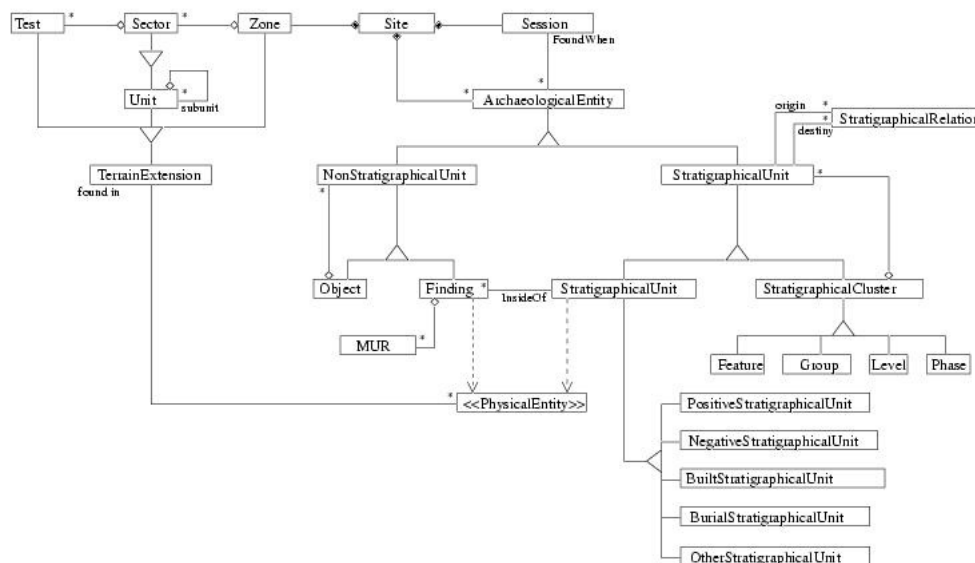 Test * Sector * Zone Site Session
FoundWhen
Unit * subunit
* * ArchaeologicalEntity
origin * StratigraphicalRelation
destiny *
TerrainExtension NonStratigraphicalUnit StratigraphicalUnit *
found in *
Object Finding * InsideOf StratigraphicalUnit StratigraphicalCluster
MUR *
Feature Group Level Phase
* <<PhysicalEntity>>
PositiveStratigraphicalUnit
NegativeStratigraphicalUnit
BuiltStratigraphicalUnit
BurialStratigraphicalUnit
OtherStratigraphicalUnit